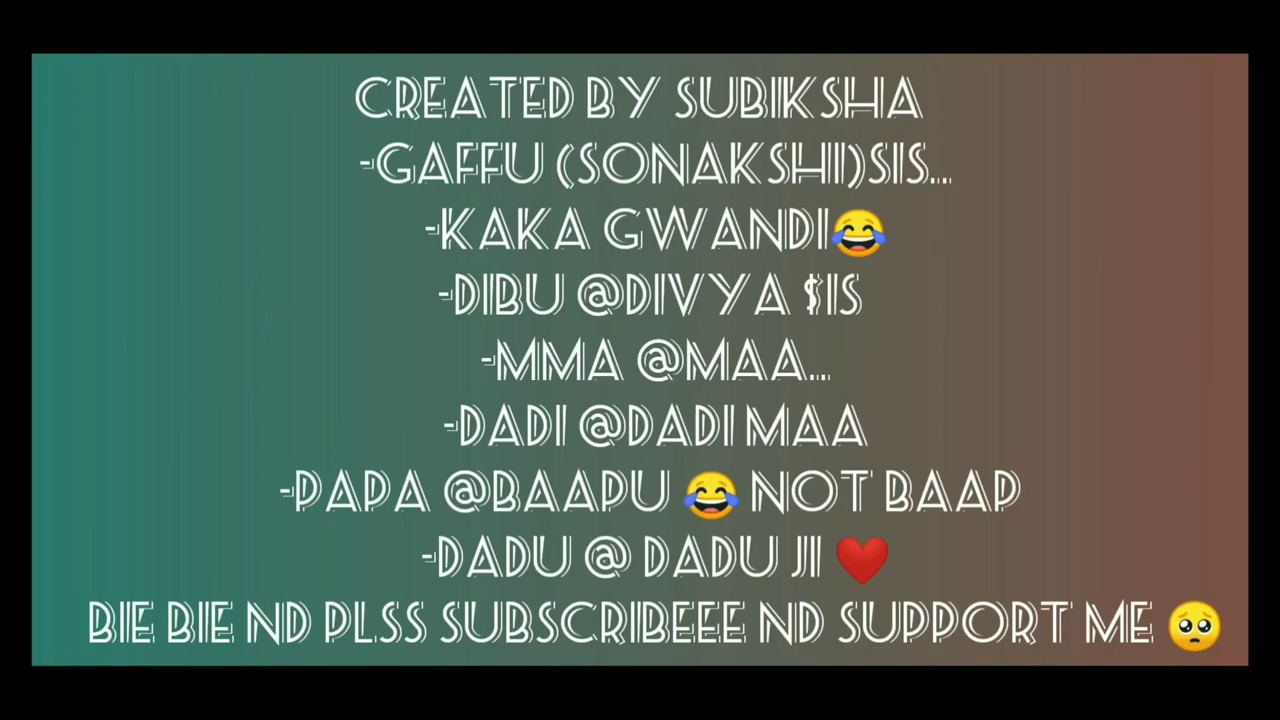 CREATED BY SUBIKSHA
-GAFFU (SONAKSHI)SIS...
-KAKA GWANDI😂
-DIBU @DIVYA $IS
-MMA @MAA...
-DADI @DADI MAA
-PAPA @BAAPU 😂 NOT BAAP
-DADU @ DADU JI ❤️
BIE BIE ND PLSS SUBSCRIBEEE ND SUPPORT ME 🥺